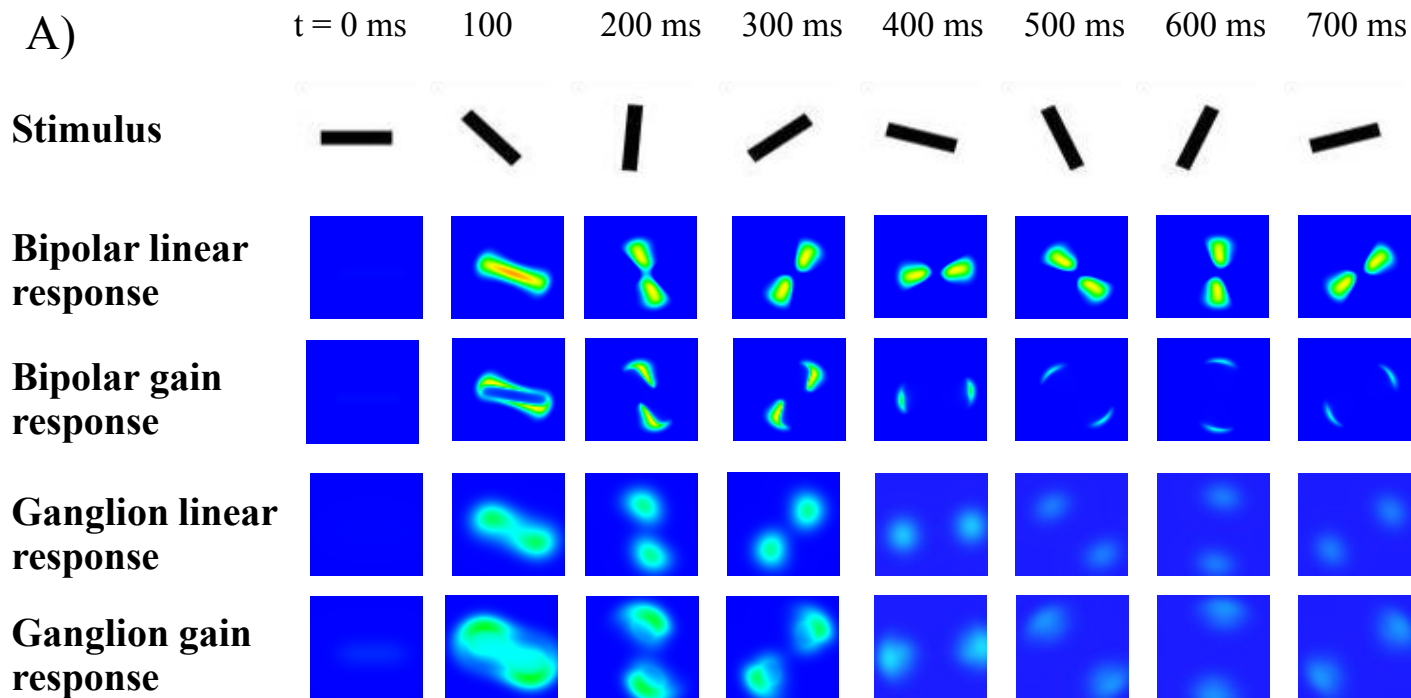 A) t = 0 ms 100 200 ms 300 ms 400 ms 500 ms 600 ms 700 ms
Stimulus
Bipolar linear
response
Bipolar gain
response
Ganglion linear
response
Ganglion gain
response